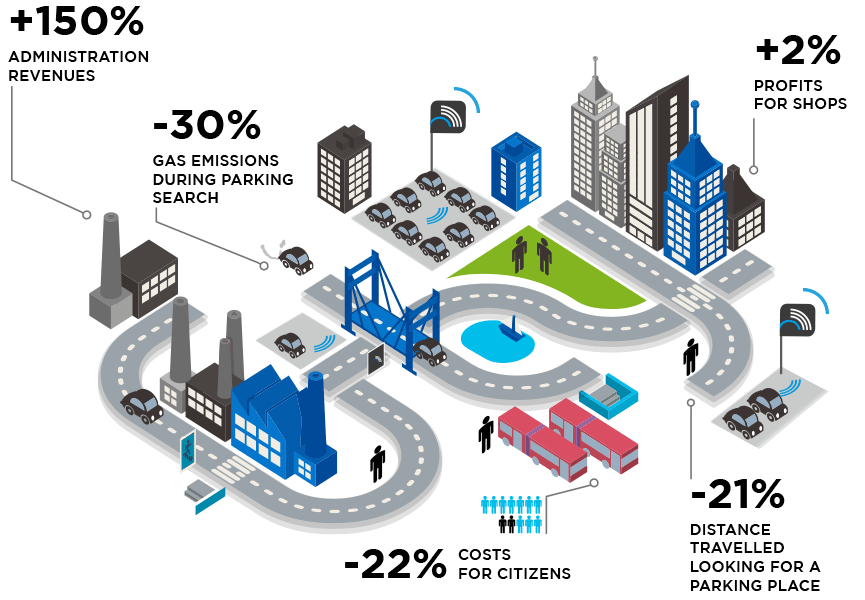 +150%
ADMINISTRATION
REVENUES
-30%
GAS EMISSIONS
DURING PARKING
SEARCH
+2%
PROFITS
FOR SHOPS
-22%
COSTS
FOR CITIZENS
-21%
DISTANCE
TRAVELLED
LOOKING FOR A
PARKING PLACE